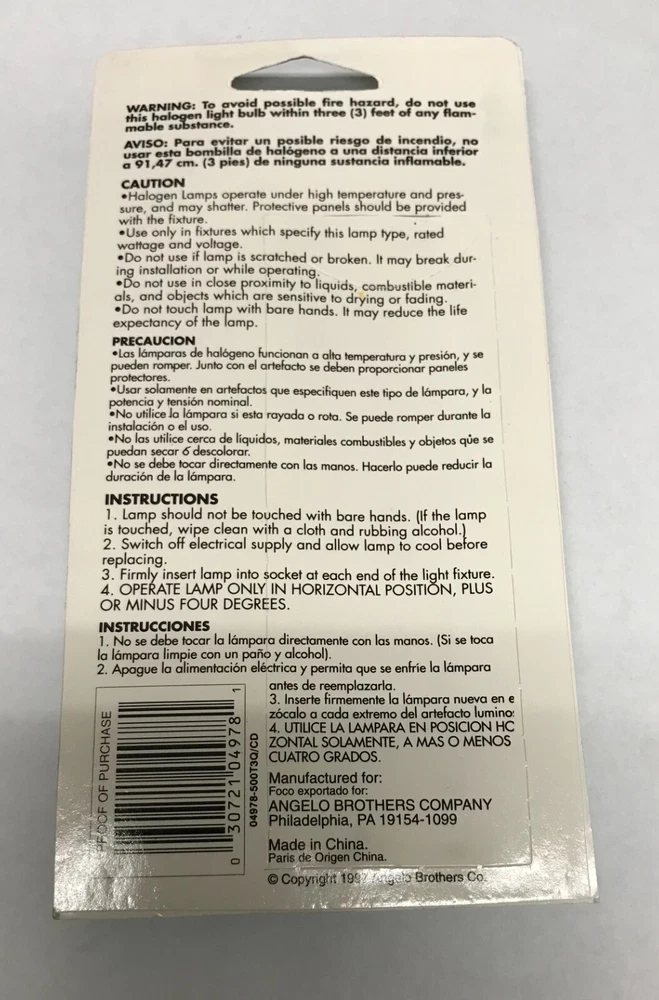 WARNING: To avoid possible fire hazard, do not use
this halogen light bulb within three (3) feet of any flam-
mable substance.
AVISO: Para evitar un posible riesgo de incendio, no
usar esta bombilla de halógeno a una distancia inferior
a 91,47 cm. (3 pies) de ninguna sustancia inflamable.
CAUTION
•Halogen Lamps operate under high temperature and pres-
sure, and may shatter. Protective panels should be provided
with the fixture.
•Use only in fixtures which specify this lamp type, rated
wattage and voltage.
•Do not use if lamp is scratched or broken. It may break dur-
ing installation or while operating.
•Do not use in close proximity to liquids, combustible materi-
als, and objects which are sensitive to drying or fading.
•Do not touch lamp with bare hands. It may reduce the life
expectancy of the lamp.
PRECAUCION
•Las lámparas de halógeno funcionan a alta temperatura y presión, y se
pueden romper. Junto con el artefacto se deben proporcionar paneles
protectores.
•Usar solamente en artefactos que especifiquen este tipo de lámpara, y la
potencia y tensión nominal.
•No utilice la lámpara si esta rayada o rota. Se puede romper durante la
instalación o el uso.
•No las utilice cerca de líquidos, materiales combustibles y objetos que se
puedan secar ó descolorar.
•No se debe tocar directamente con las manos. Hacerlo puede reducir la
duración de la lámpara.
INSTRUCTIONS
1. Lamp should not be touched with bare hands. (If the lamp
is touched, wipe clean with a cloth and rubbing alcohol.)
2. Switch off electrical supply and allow lamp to cool before
replacing.
3. Firmly insert lamp into socket at each end of the light fixture.
4. OPERATE LAMP ONLY IN HORIZONTAL POSITION, PLUS
OR MINUS FOUR DEGREES.
INSTRUCCIONES
1. No se debe tocar la lámpara directamente con las manos. (Si se toca
la lámpara limpie con un paño y alcohol).
2. Apague la alimentación eléctrica y permita que se enfríe la lámpara
antes de reemplazarla.
3. Inserte firmemente la lámpara nueva en e
zócalo a cada extremo del artefacto lumino
4. UTILICE LA LAMPARA EN POSICION HO
ZONTAL SOLAMENTE, A MAS O MENOS
CUATRO GRADOS.
Manufactured for:
Foco exportado for:
ANGELO BROTHERS COMPANY
Philadelphia, PA 19154-1099
Made in China.
Paris de Origen China.
© Copyright 1997 Angelo Brothers Co.
PROOF OF PURCHASE
0 30721 04978 1
04978-500T3Q/CD